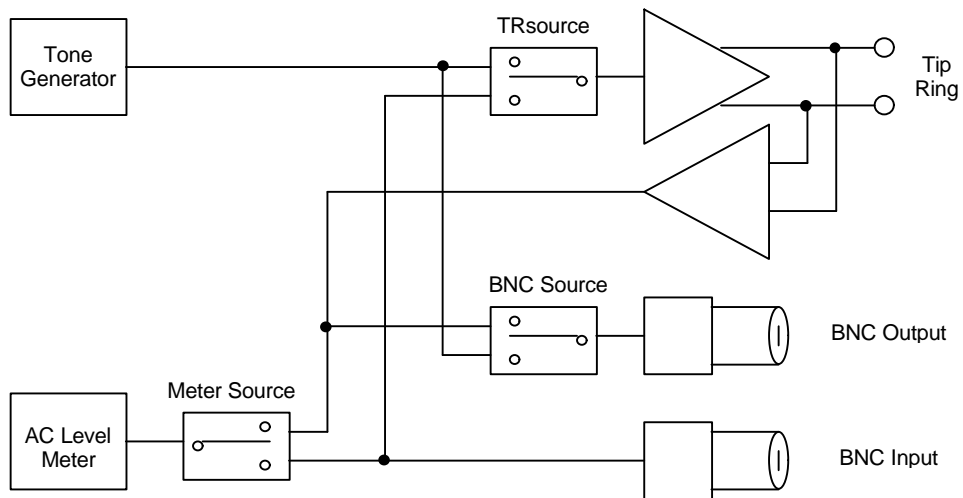 TRsource
Tone
Generator
Tip
Ring
BNC Source
BNC Output
Meter Source
AC Level
Meter
BNC Input